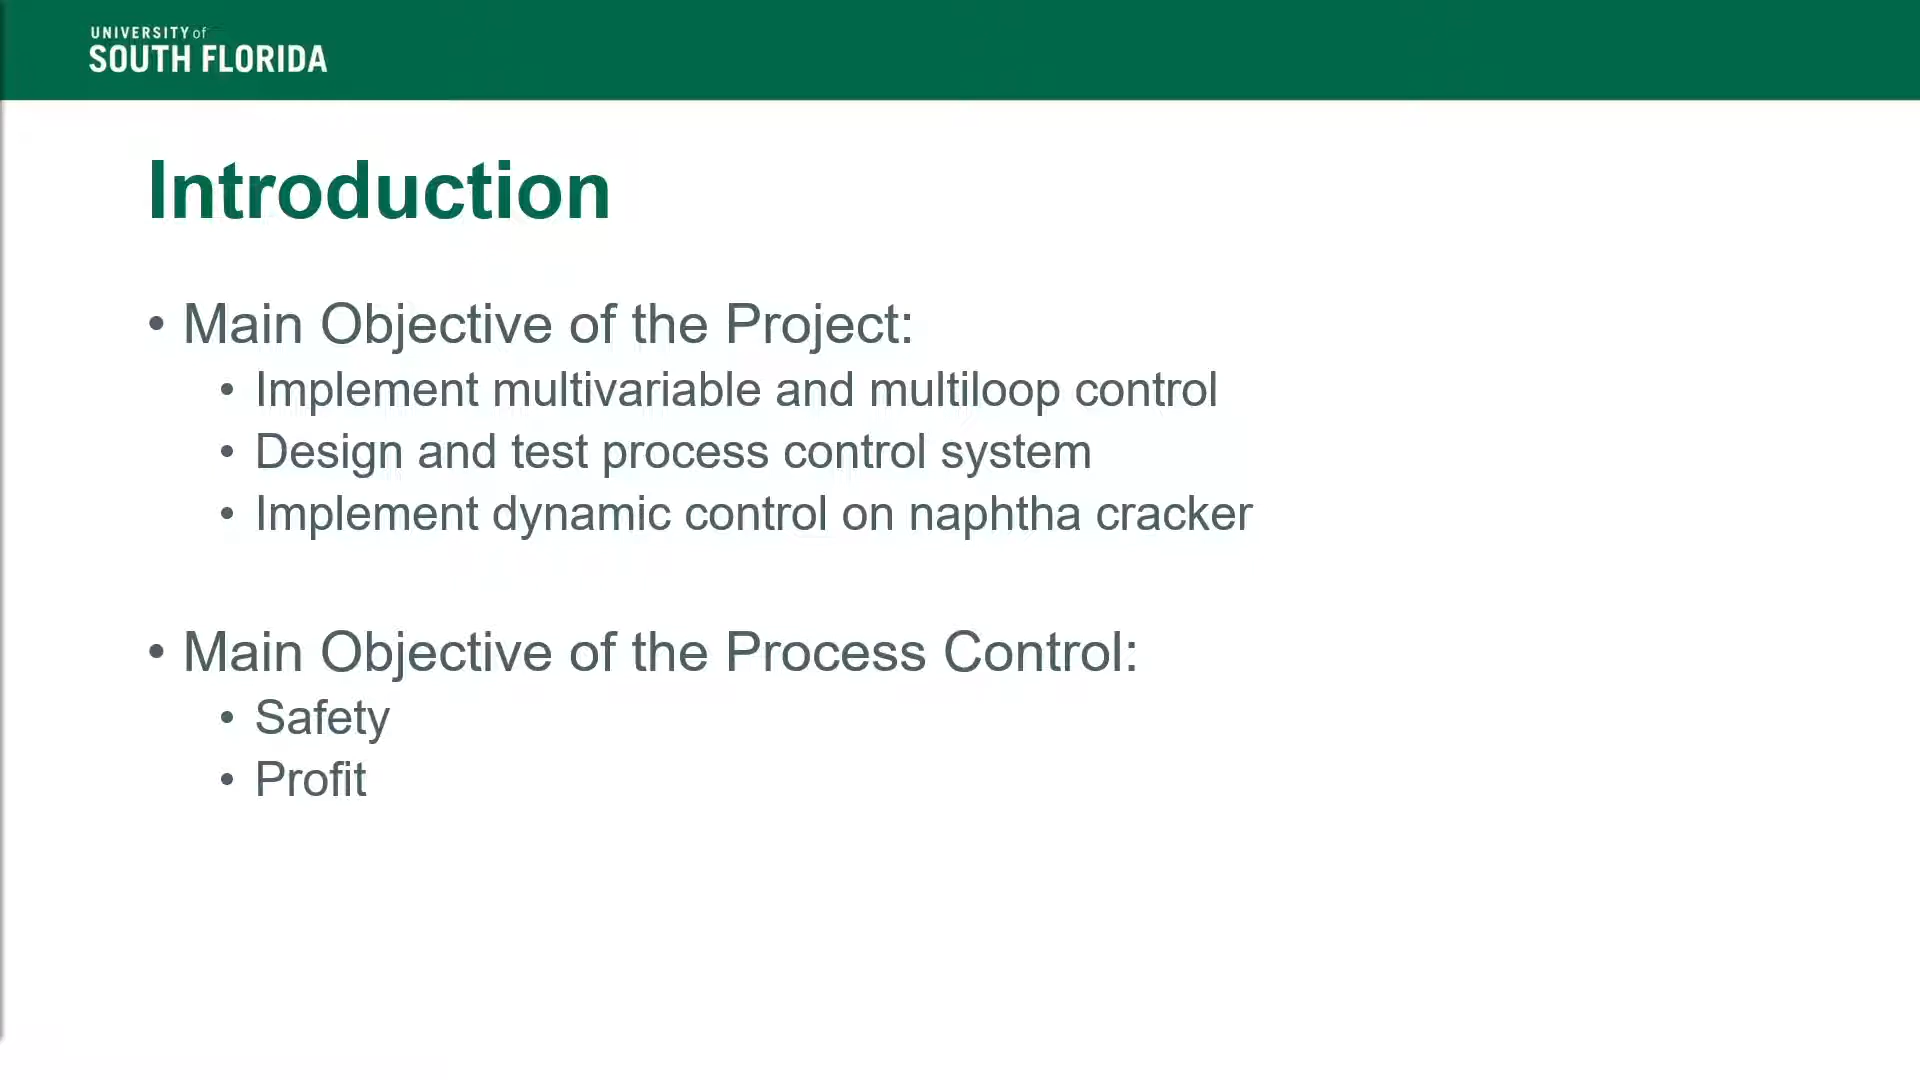 UNIVERSITY of
SOUTH FLORIDA
Introduction
• Main Objective of the Project:
• Implement multivariable and multiloop control
• Design and test process control system
• Implement dynamic control on naphtha cracker
• Main Objective of the Process Control:
• Safety
• Profit